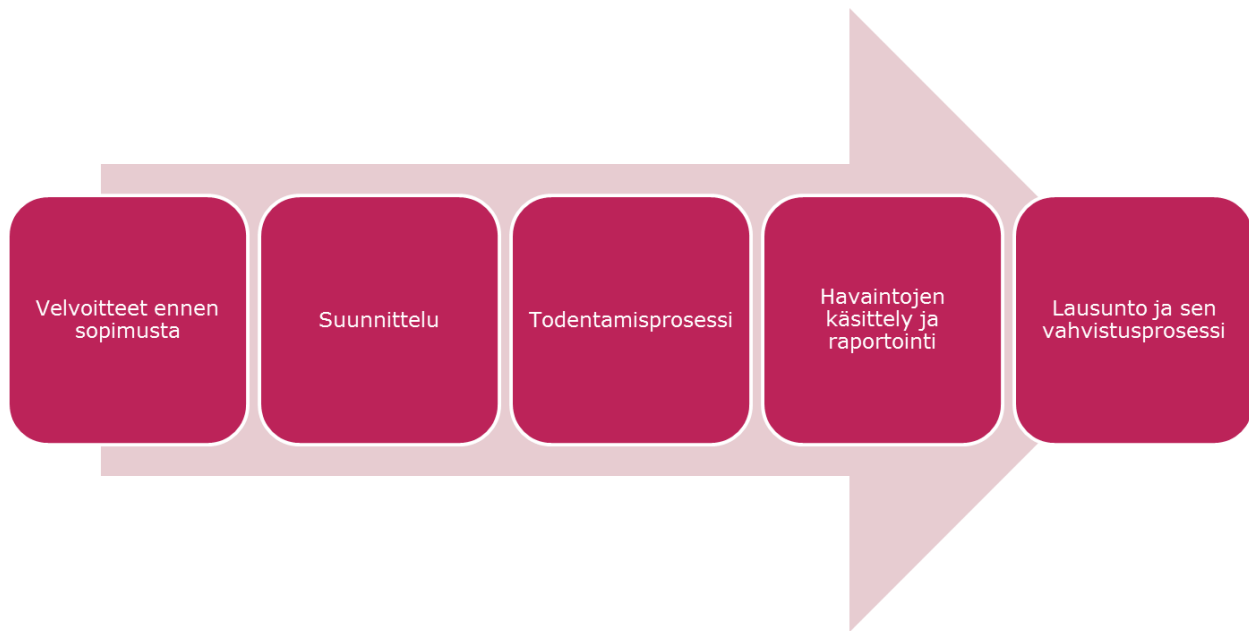 Velvoitteet ennen
sopimusta
Suunnittelu
Todentamisprosessi
Havaintojen
käsittely ja
raportointi
Lausunto ja sen
vahvistusprosessi